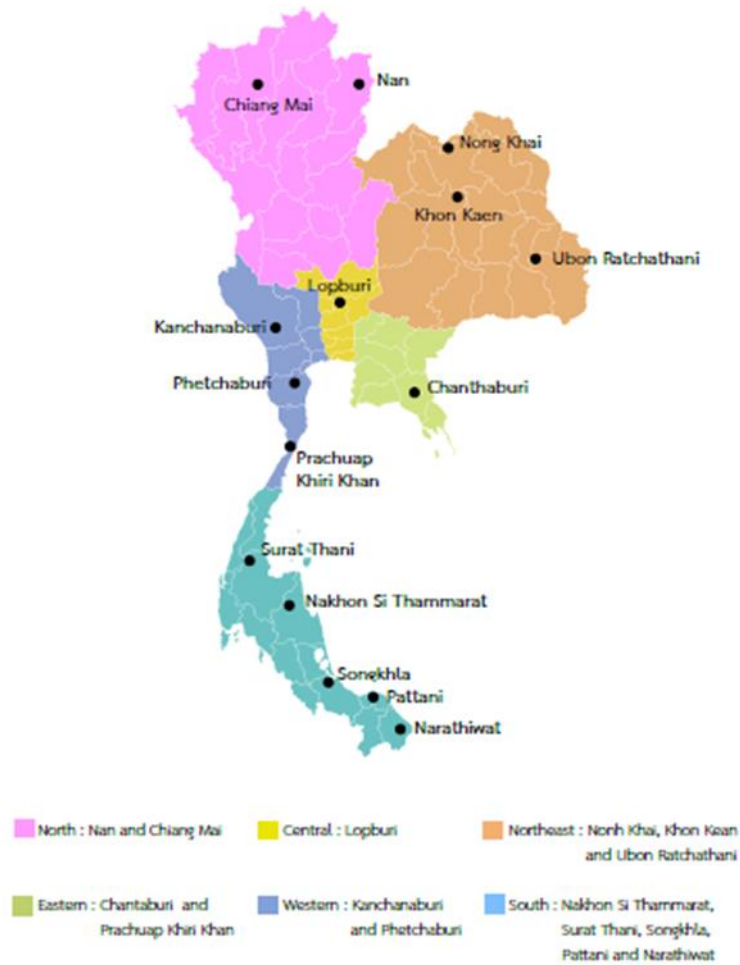 Nan
Chiang Mai
Nong Khai
Khon Kaen
Ubon Ratchathani
Lopburi
Kanchanaburi
Phetchaburi
Chanthaburi
Prachuap
Khiri Khan
Surat Thani
Nakhon Si Thammarat
Songkhla
Pattani
Narathiwat
North : Nan and Chiang Mai
Central : Lopburi
Northeast : Nonh Khai, Khon Kean
and Ubon Ratchathani
Eastern : Chantaburi and
Prachuap Khiri Khan
Western : Kanchanaburi
and Phetchaburi
South : Nakhon Si Thammarat,
Surat Thani, Songkhla,
Pattani and Narathiwat